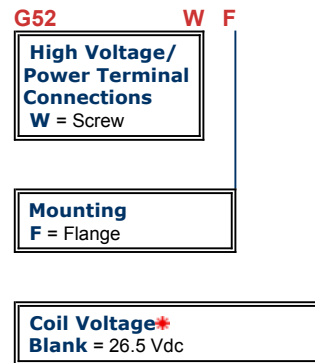 G52 W F
High Voltage/
Power Terminal
Connections
W = Screw
Mounting
F = Flange
Coil Voltage✷
Blank = 26.5 Vdc